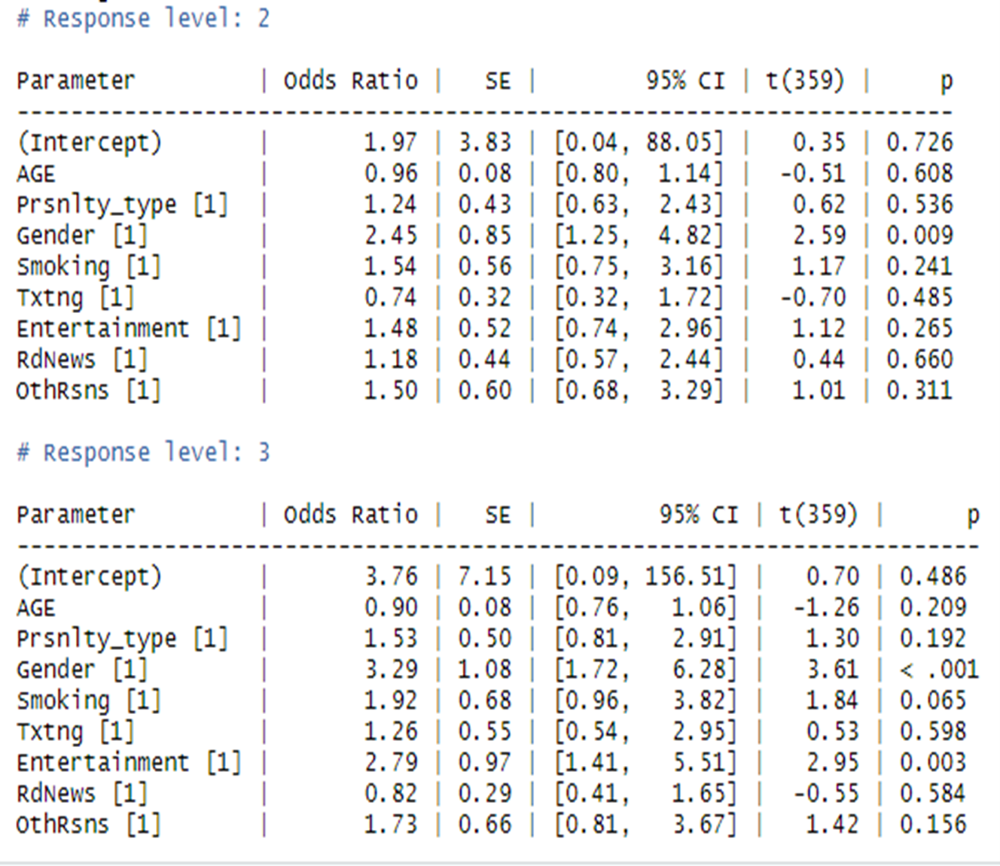 # Response level: 2
Parameter | Odds Ratio | SE | 95% CI | t(359) | p
------------------------------------------------------------------------
(Intercept) | 1.97 | 3.83 | [0.04, 88.05] | 0.35 | 0.726
AGE | 0.96 | 0.08 | [0.80, 1.14] | -0.51 | 0.608
Prsnlty_type [1] | 1.24 | 0.43 | [0.63, 2.43] | 0.62 | 0.536
Gender [1] | 2.45 | 0.85 | [1.25, 4.82] | 2.59 | 0.009
Smoking [1] | 1.54 | 0.56 | [0.75, 3.16] | 1.17 | 0.241
Txtng [1] | 0.74 | 0.32 | [0.32, 1.72] | -0.70 | 0.485
Entertainment [1] | 1.48 | 0.52 | [0.74, 2.96] | 1.12 | 0.265
RdNews [1] | 1.18 | 0.44 | [0.57, 2.44] | 0.44 | 0.660
OthRsns [1] | 1.50 | 0.60 | [0.68, 3.29] | 1.01 | 0.311
# Response level: 3
Parameter | Odds Ratio | SE | 95% CI | t(359) | p
--------------------------------------------------------------------------
(Intercept) | 3.76 | 7.15 | [0.09, 156.51] | 0.70 | 0.486
AGE | 0.90 | 0.08 | [0.76, 1.06] | -1.26 | 0.209
Prsnlty_type [1] | 1.53 | 0.50 | [0.81, 2.91] | 1.30 | 0.192
Gender [1] | 3.29 | 1.08 | [1.72, 6.28] | 3.61 | < .001
Smoking [1] | 1.92 | 0.68 | [0.96, 3.82] | 1.84 | 0.065
Txtng [1] | 1.26 | 0.55 | [0.54, 2.95] | 0.53 | 0.598
Entertainment [1] | 2.79 | 0.97 | [1.41, 5.51] | 2.95 | 0.003
RdNews [1] | 0.82 | 0.29 | [0.41, 1.65] | -0.55 | 0.584
OthRsns [1] | 1.73 | 0.66 | [0.81, 3.67] | 1.42 | 0.156